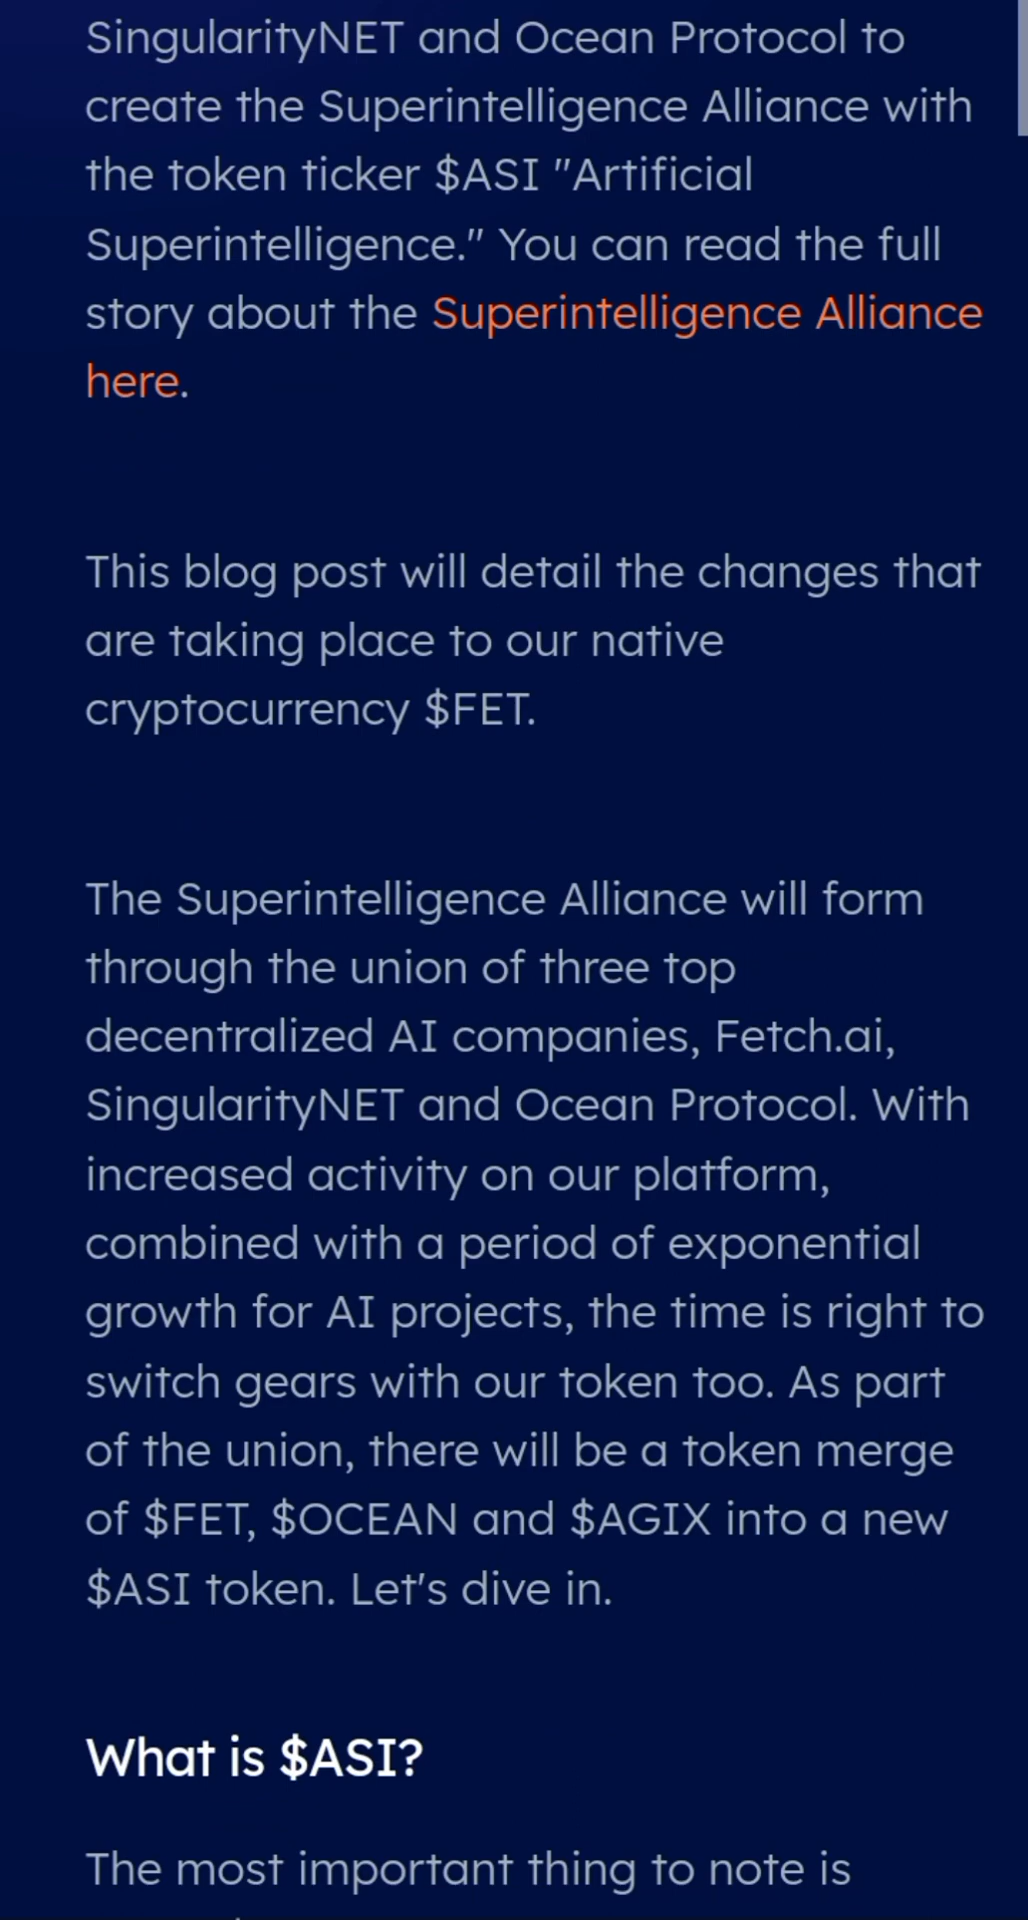 SingularityNET and Ocean Protocol to
create the Superintelligence Alliance with
the token ticker $ASI "Artificial
Superintelligence." You can read the full
story about the Superintelligence Alliance
here.
This blog post will detail the changes that
are taking place to our native
cryptocurrency $FET.
The Superintelligence Alliance will form
through the union of three top
decentralized AI companies, Fetch.ai,
SingularityNET and Ocean Protocol. With
increased activity on our platform,
combined with a period of exponential
growth for AI projects, the time is right to
switch gears with our token too. As part
of the union, there will be a token merge
of $FET, $OCEAN and $AGIX into a new
$ASI token. Let's dive in.
What is $ASI?
The most important thing to note is